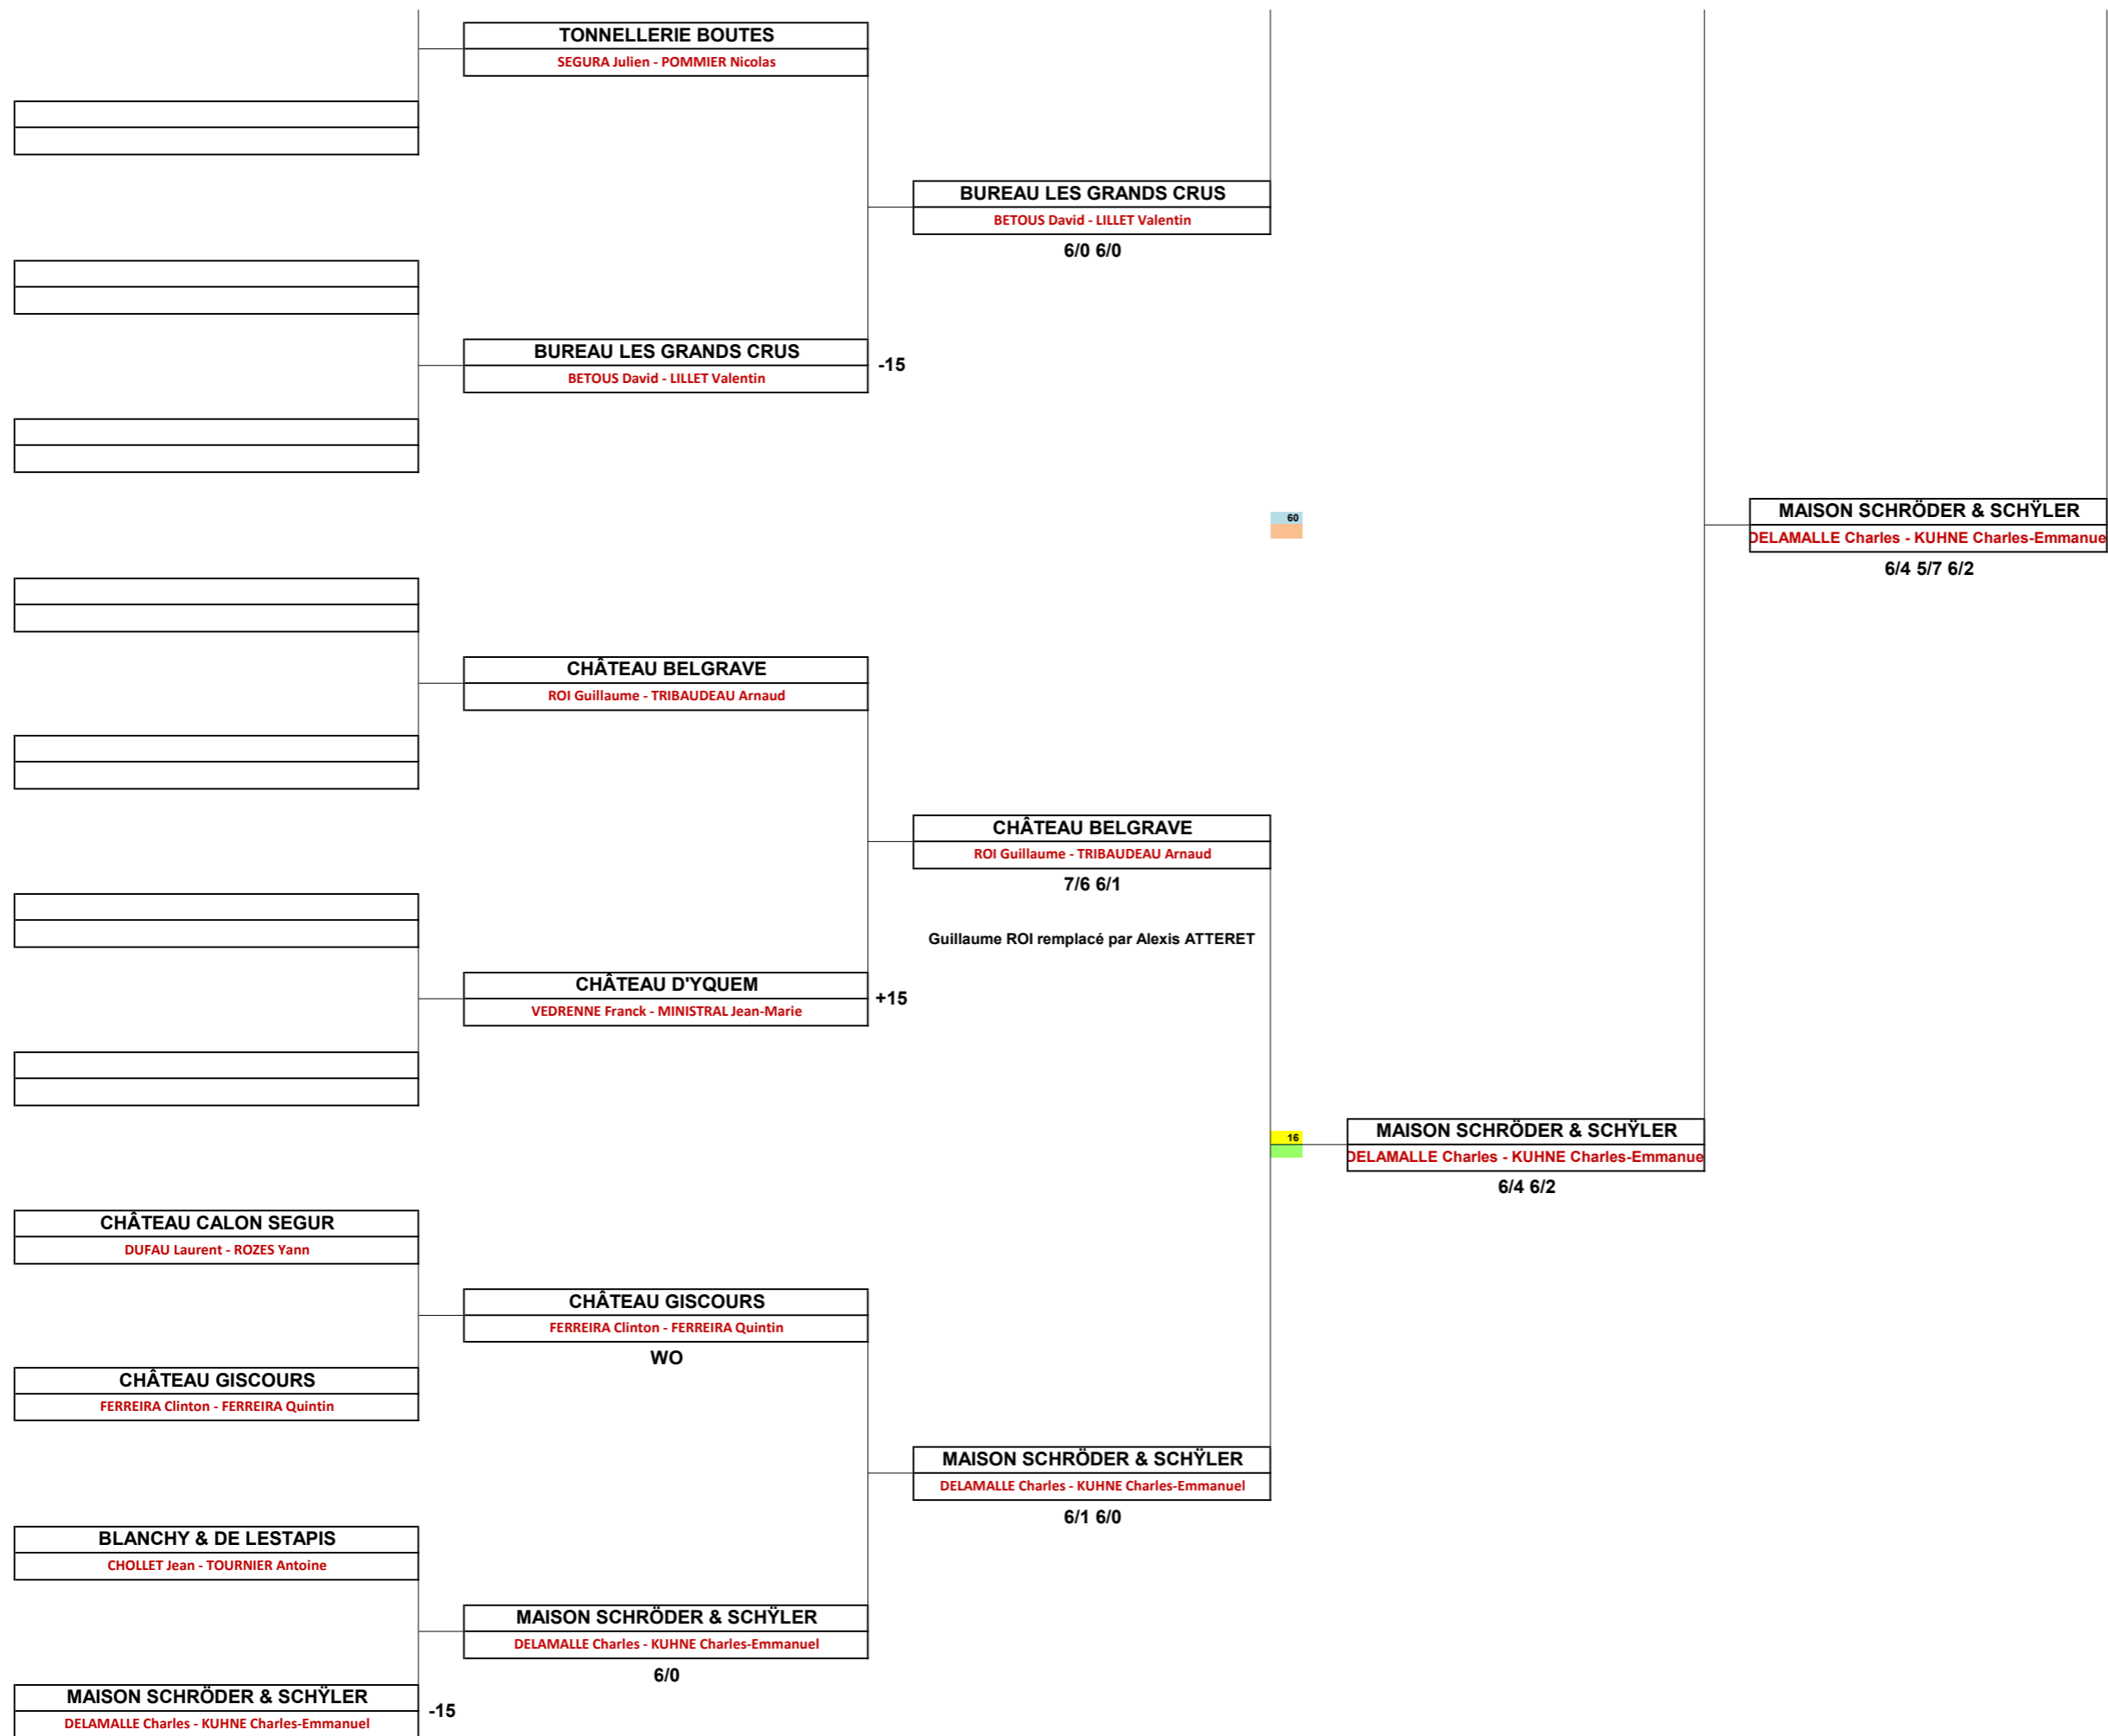 TONNELLERIE BOUTES
SEGURA Julien - POMMIER Nicolas
BUREAU LES GRANDS CRUS
BETOUS David - LILLET Valentin
6/0 6/0
BUREAU LES GRANDS CRUS
BETOUS David - LILLET Valentin
-15
60
MAISON SCHRÖDER & SCHŸLER
DELAMALLE Charles - KUHNE Charles-Emmanue
6/4 5/7 6/2
CHÂTEAU BELGRAVE
ROI Guillaume - TRIBAUDEAU Arnaud
CHÂTEAU BELGRAVE
ROI Guillaume - TRIBAUDEAU Arnaud
7/6 6/1
Guillaume ROI remplacé par Alexis ATTERET
CHÂTEAU D'YQUEM
VEDRENNE Franck - MINISTRAL Jean-Marie
+15
16
MAISON SCHRÖDER & SCHŸLER
DELAMALLE Charles - KUHNE Charles-Emmanue
6/4 6/2
CHÂTEAU CALON SEGUR
DUFAU Laurent - ROZES Yann
CHÂTEAU GISCOURS
FERREIRA Clinton - FERREIRA Quintin
WO
CHÂTEAU GISCOURS
FERREIRA Clinton - FERREIRA Quintin
MAISON SCHRÖDER & SCHŸLER
DELAMALLE Charles - KUHNE Charles-Emmanuel
6/1 6/0
BLANCHY & DE LESTAPIS
CHOLLET Jean - TOURNIER Antoine
MAISON SCHRÖDER & SCHŸLER
DELAMALLE Charles - KUHNE Charles-Emmanuel
6/0
MAISON SCHRÖDER & SCHŸLER
DELAMALLE Charles - KUHNE Charles-Emmanuel
-15